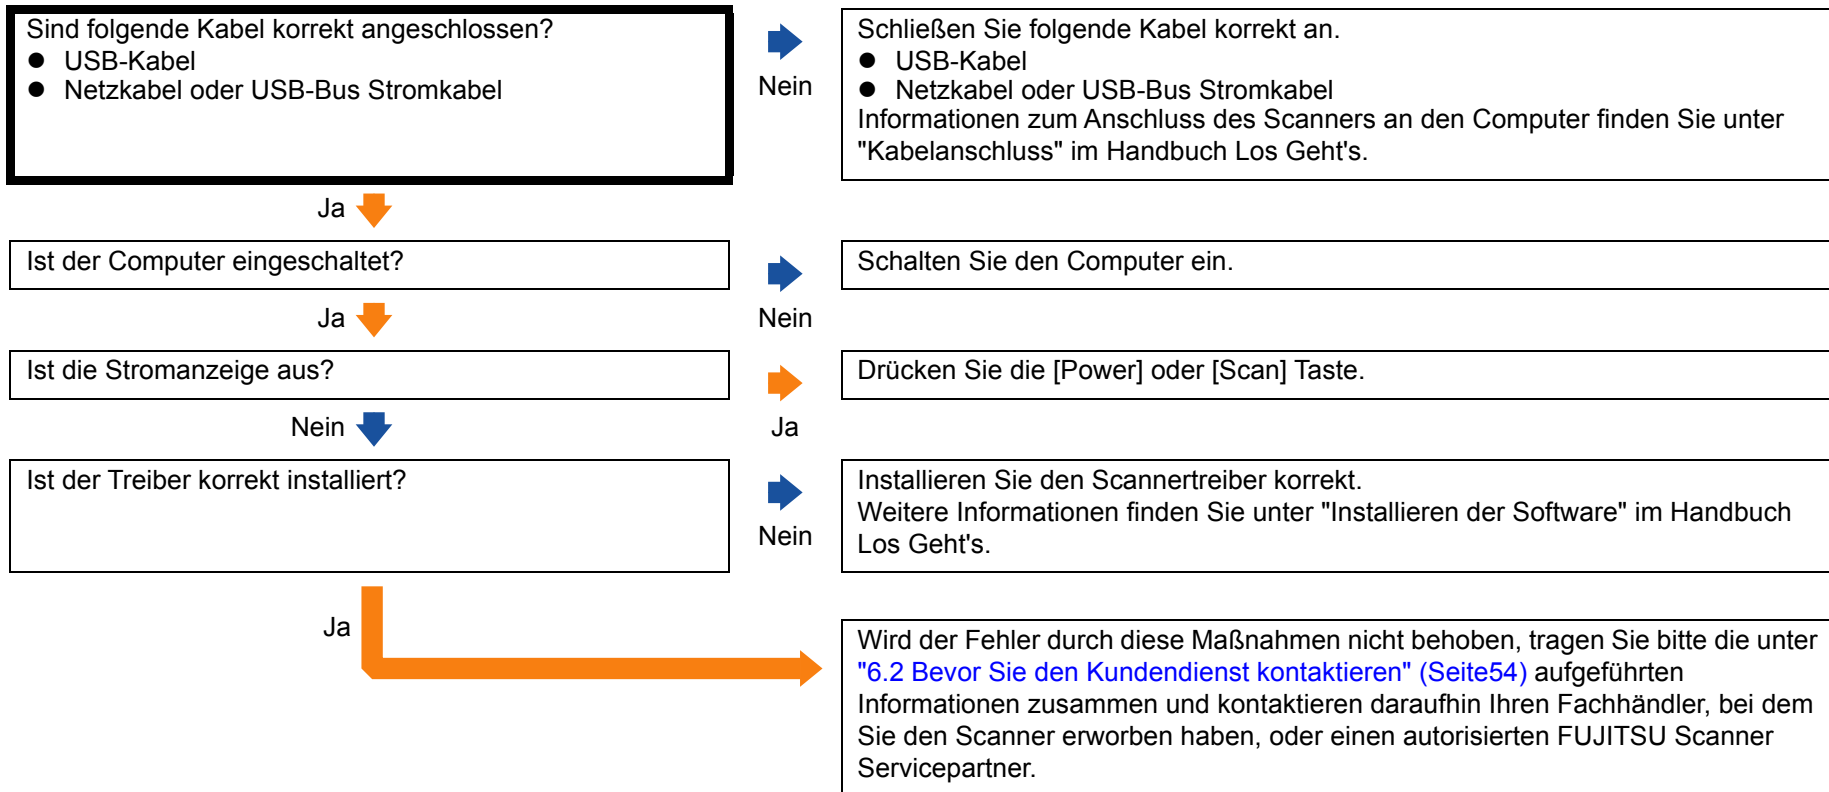 Sind folgende Kabel korrekt angeschlossen?
● USB-Kabel
● Netzkabel oder USB-Bus Stromkabel
Nein
Schließen Sie folgende Kabel korrekt an.
● USB-Kabel
● Netzkabel oder USB-Bus Stromkabel
Informationen zum Anschluss des Scanners an den Computer finden Sie unter
"Kabelanschluss" im Handbuch Los Geht's.
Ja
Ist der Computer eingeschaltet?
Nein
Schalten Sie den Computer ein.
Ja
Ist die Stromanzeige aus?
Ja
Drücken Sie die [Power] oder [Scan] Taste.
Nein
Ist der Treiber korrekt installiert?
Nein
Installieren Sie den Scannertreiber korrekt.
Weitere Informationen finden Sie unter "Installieren der Software" im Handbuch
Los Geht's.
Ja
Wird der Fehler durch diese Maßnahmen nicht behoben, tragen Sie bitte die unter
"6.2 Bevor Sie den Kundendienst kontaktieren" (Seite54) aufgeführten
Informationen zusammen und kontaktieren daraufhin Ihren Fachhändler, bei dem
Sie den Scanner erworben haben, oder einen autorisierten FUJITSU Scanner
Servicepartner.